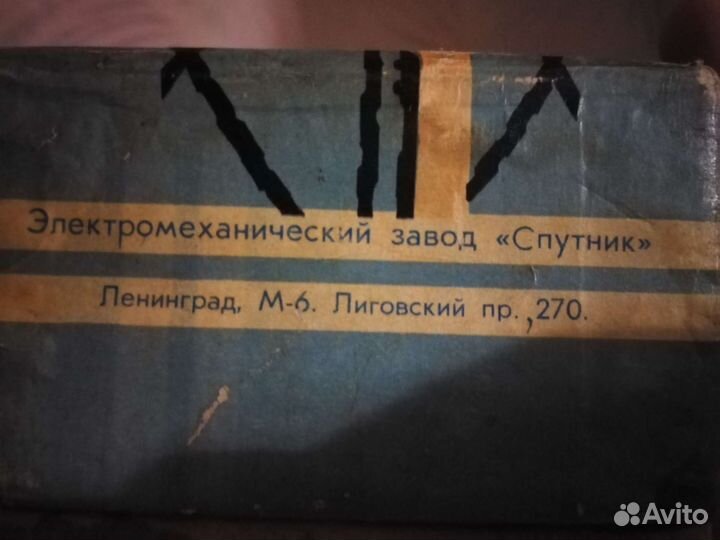 Электромеханический завод «Спутник»
Ленинград, М-6. Лиговский пр., 270.
Avito